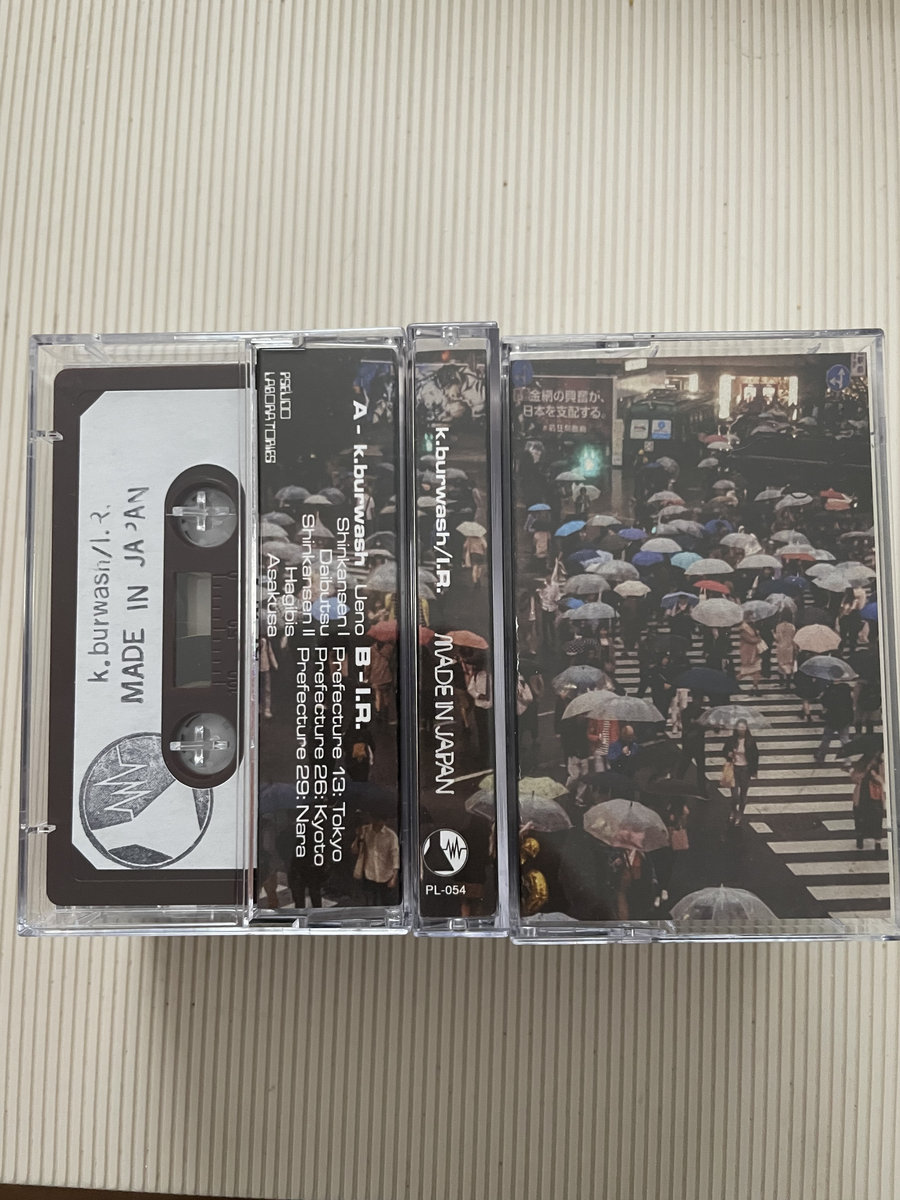 k.burwash/I.R.
MADE IN JAPAN
PSEUDO
LABORATORIES
A - k.burwash
Ueno
Shinkansen I
Daibutsu
Shinkansen II
Hagibis
Asakusa
B - I.R.
Prefecture 13: Tokyo
Prefecture 26: Kyoto
Prefecture 29: Nara
k.burwash/I.R. MADE IN JAPAN
PL-054
金網の興奮が、
日本を支配する。